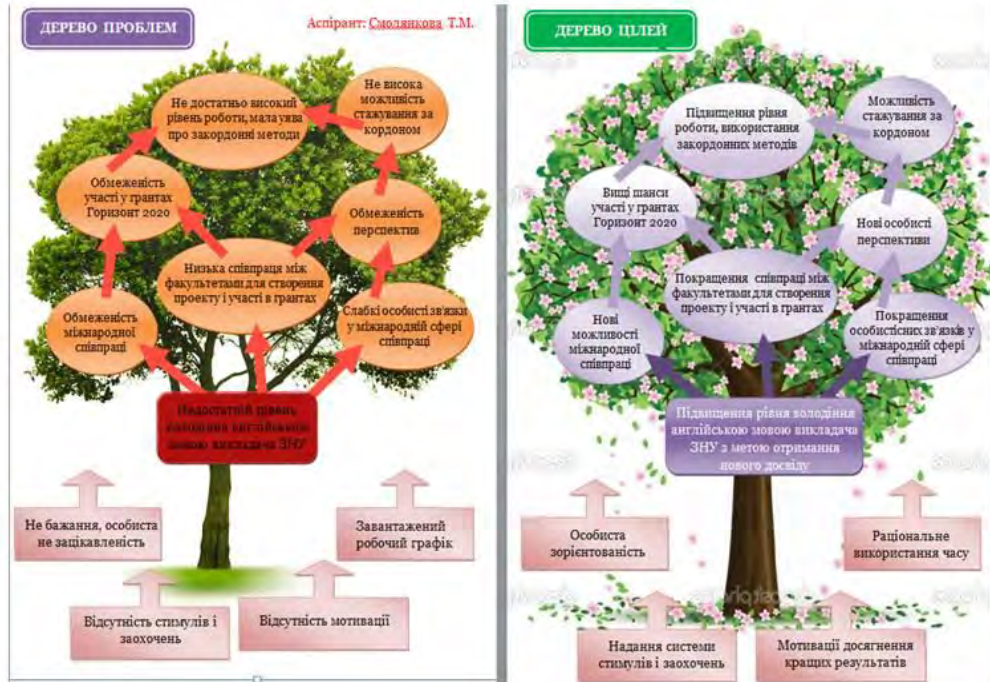 ДЕРЕВО ПРОБЛЕМ
Аспірант: Смолянкова Т.М.
Не достатньо високий
рівень роботи, мала уява
про закордонні методи
Не висока
можливість
стажування за
кордоном
Обмеженість
участі у грантах
Горизонт 2020
Обмеженість
перспектив
Низька співпраця між
факультетами для створення
проекту і участі в грантах
Обмеженість
міжнародної
співпраці
Слабкі особисті зв'язки
у міжнародній сфері
співпраці
Недостатній рівень
володіння англійською
мовою викладача ЗНУ
Не бажання, особиста
не зацікавленість
Завантажений
робочий графік
Відсутність стимулів і
заохочень
Відсутність мотивації
ДЕРЕВО ЦІЛЕЙ
Підвищення рівня
роботи, використання
закордонних методів
Можливість
стажування за
кордоном
Вищі шанси
участі у грантах
Горизонт 2020
Нові особисті
перспективи
Покращення співпраці між
факультетами для створення
проекту і участі в грантах
Нові
можливості
міжнародної
співпраці
Покращення
особистісних зв'язків у
міжнародній сфері
співпраці
Підвищення рівня володіння
англійською мовою викладача
ЗНУ з метою отримання
нового досвіду
Особиста
зорієнтованість
Раціональне
використання часу
Надання системи
стимулів і заохочень
Мотивації досягнення
кращих результатів